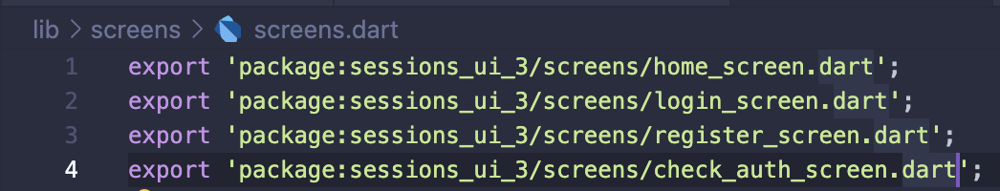 lib > screens > screens.dart
1 export 'package:sessions_ui_3/screens/home_screen.dart';
2 export 'package:sessions_ui_3/screens/login_screen.dart';
3 export 'package:sessions_ui_3/screens/register_screen.dart';
4 export 'package:sessions_ui_3/screens/check_auth_screen.dart';